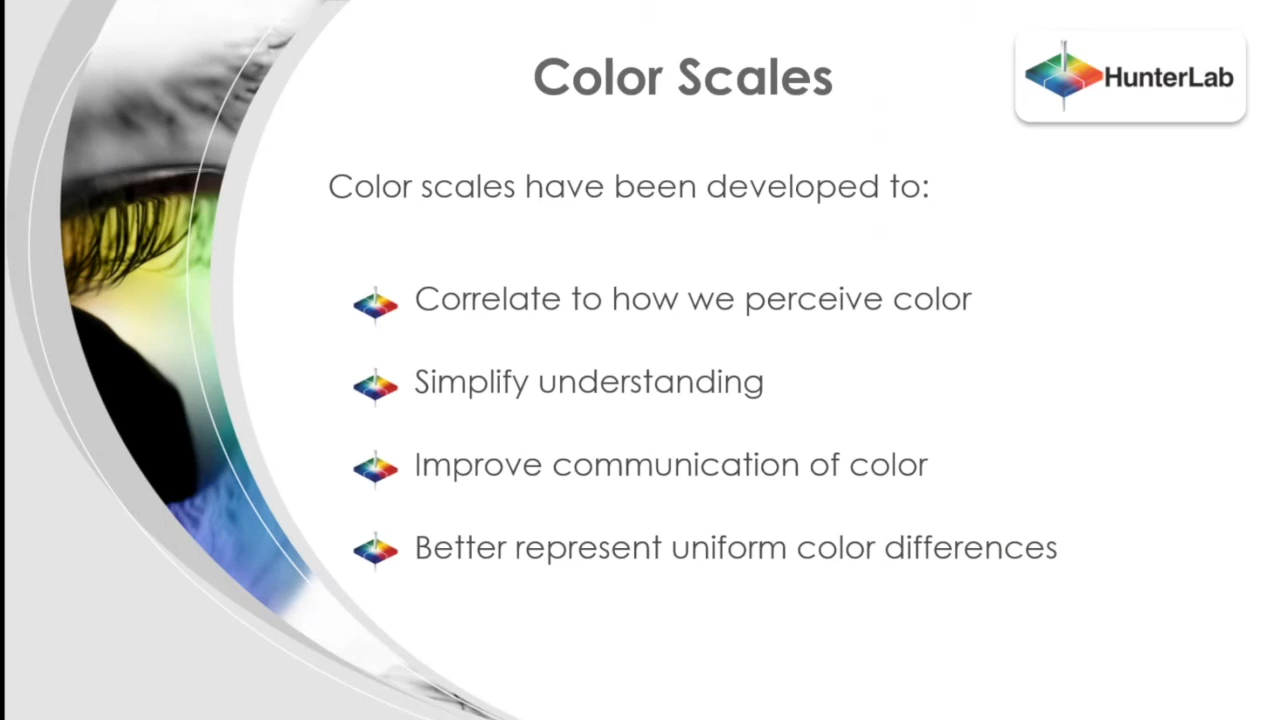 Color Scales
HunterLab
Color scales have been developed to:
Correlate to how we perceive color
Simplify understanding
Improve communication of color
Better represent uniform color differences